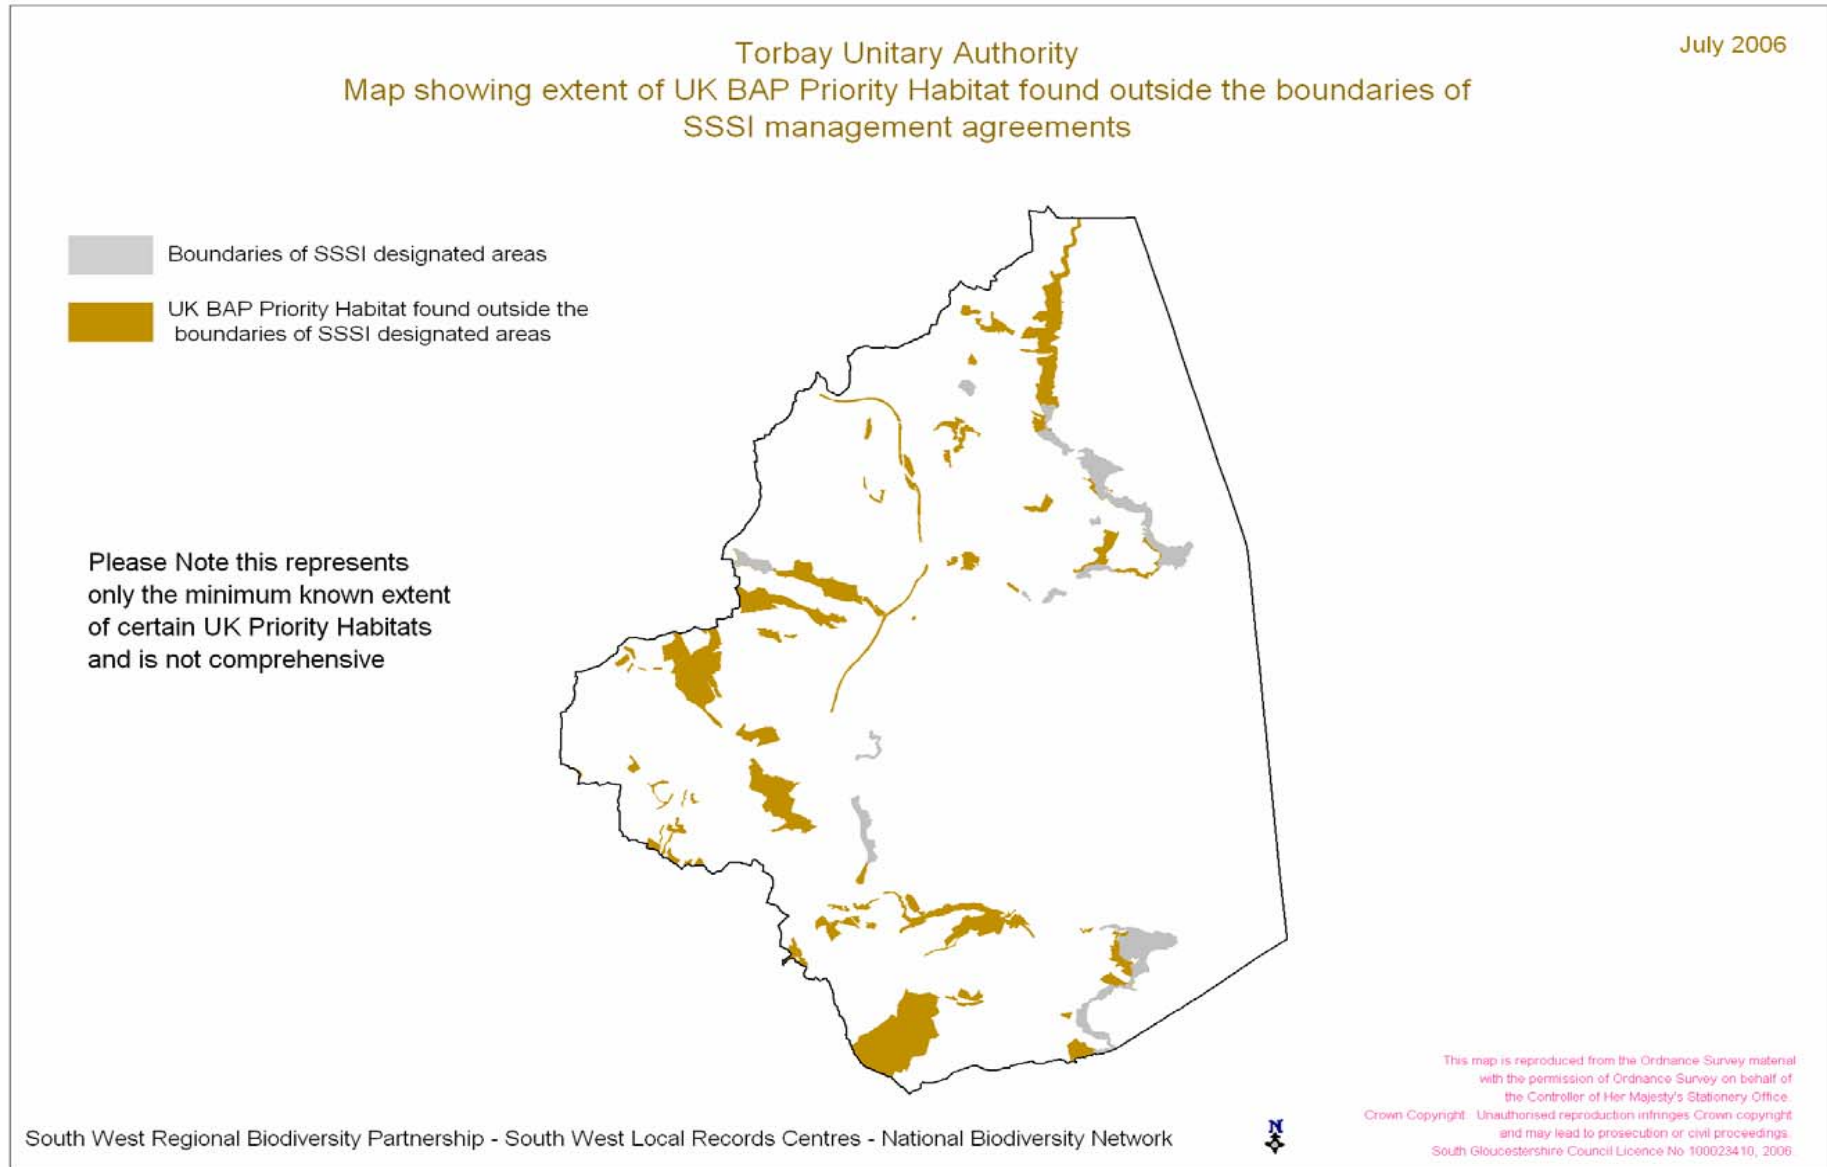 July 2006
Torbay Unitary Authority
Map showing extent of UK BAP Priority Habitat found outside the boundaries of
SSSI management agreements
Boundaries of SSSI designated areas
UK BAP Priority Habitat found outside the
boundaries of SSSI designated areas
Please Note this represents
only the minimum known extent
of certain UK Priority Habitats
and is not comprehensive
This map is reproduced from the Ordnance Survey material
with the permission of Ordnance Survey on behalf of
the Controller of Her Majesty's Stationery Office.
Crown Copyright. Unauthorised reproduction infringes Crown copyright
and may lead to prosecution or civil proceedings.
South Gloucestershire Council Licence No 100023410, 2006.
South West Regional Biodiversity Partnership - South West Local Records Centres - National Biodiversity Network
N